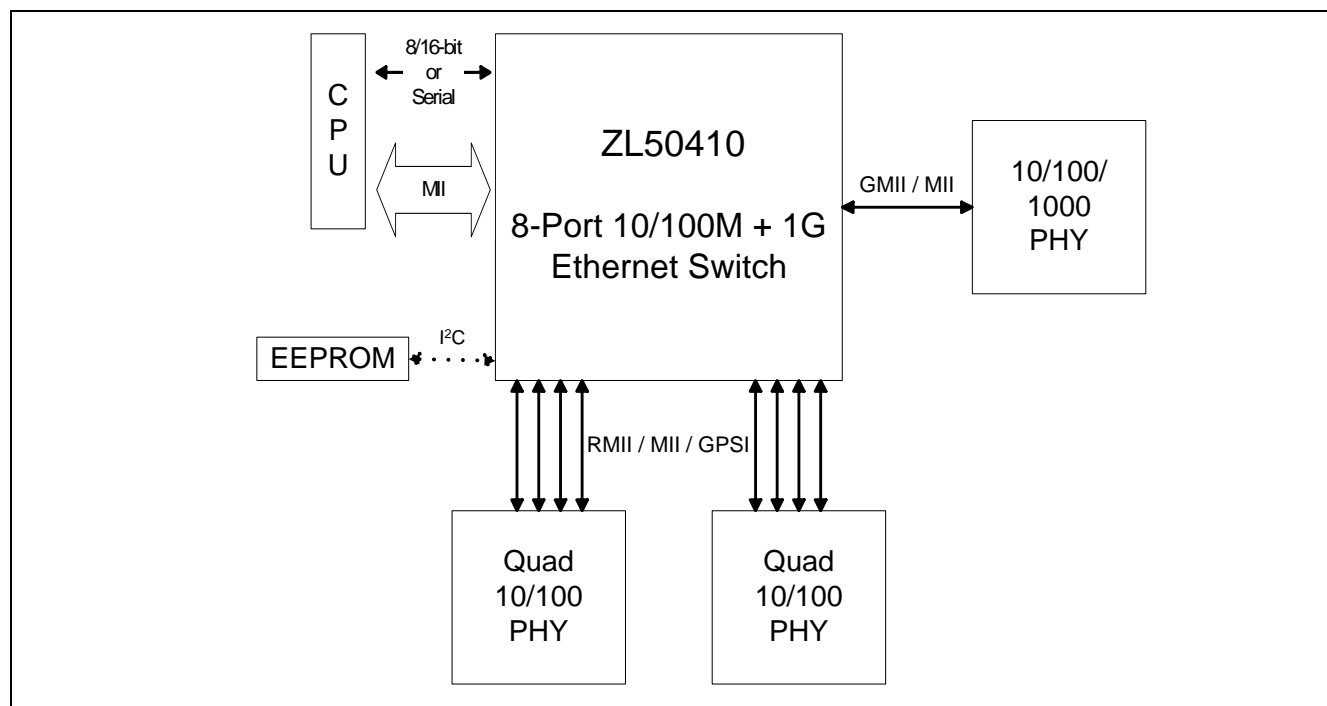 C
P
U
8/16-bit
or
Serial
MII
ZL50410
8-Port 10/100M + 1G
Ethernet Switch
GMII / MII
10/100/
1000
PHY
EEPROM
I²C
RMII / MII / GPSI
Quad
10/100
PHY
Quad
10/100
PHY